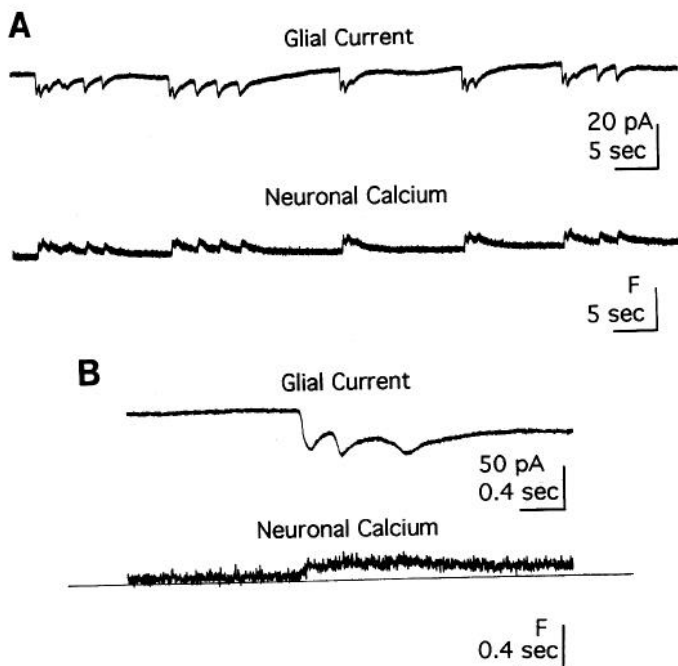 A
Glial Current
20 pA
5 sec
Neuronal Calcium
F
5 sec
B
Glial Current
50 pA
0.4 sec
Neuronal Calcium
F
0.4 sec